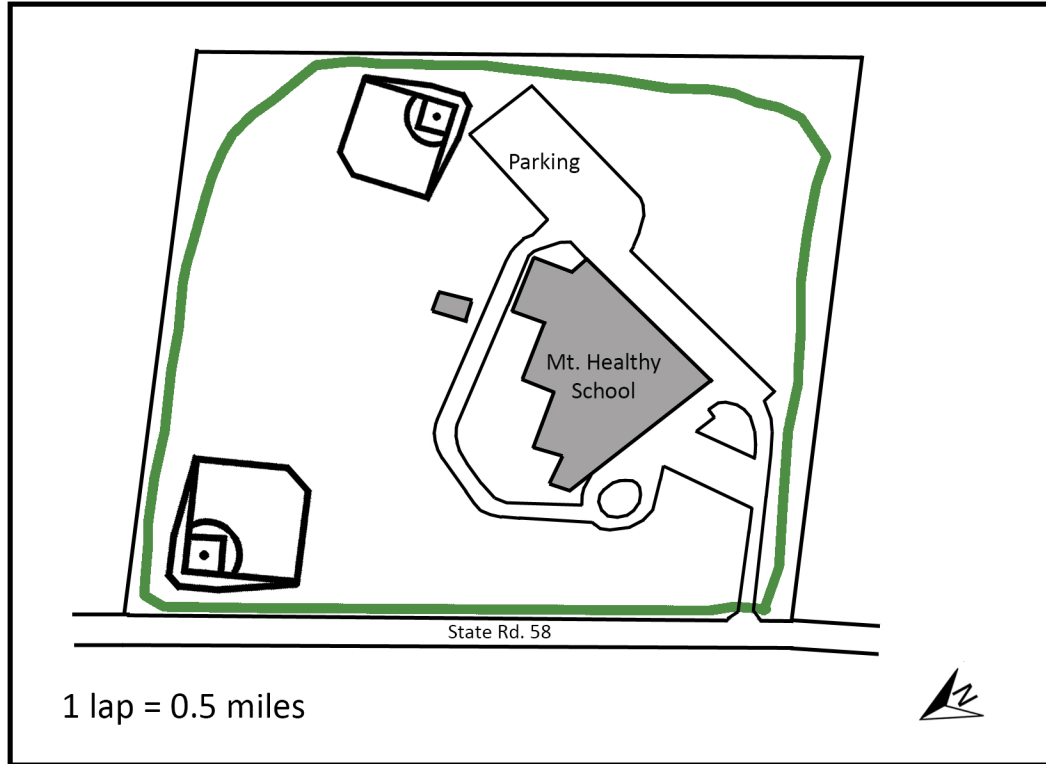 Parking
Mt. Healthy
School
State Rd. 58
1 lap = 0.5 miles
N